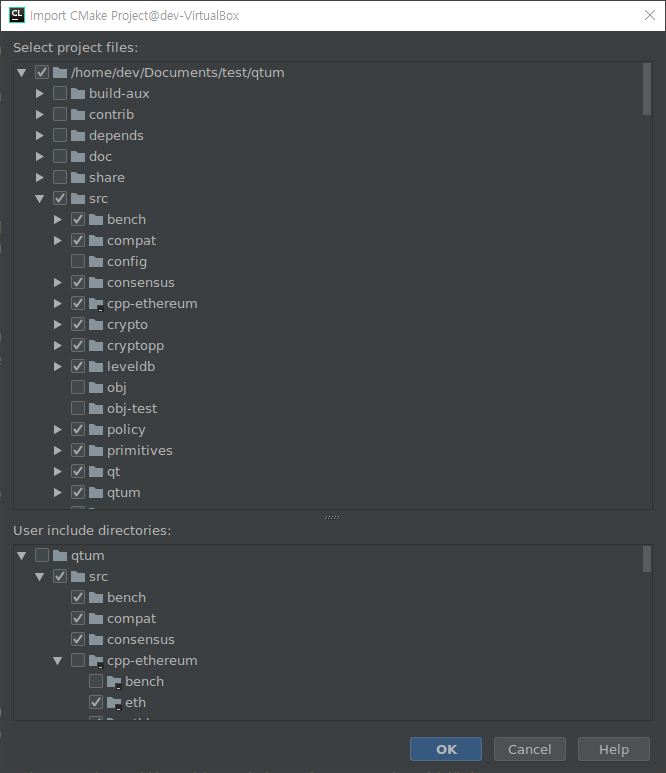 CL
Import CMake Project@dev-VirtualBox
Select project files:
/home/dev/Documents/test/qtum
build-aux
contrib
depends
doc
share
src
bench
compat
config
consensus
cpp-ethereum
crypto
cryptopp
leveldb
obj
obj-test
policy
primitives
qt
qtum
User include directories:
qtum
src
bench
compat
consensus
cpp-ethereum
bench
eth
OK Cancel Help